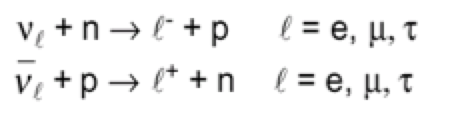 ν_ℓ + n → ℓ⁻ + p ℓ = e, μ, τ
ν̅_ℓ + p → ℓ⁺ + n ℓ = e, μ, τ